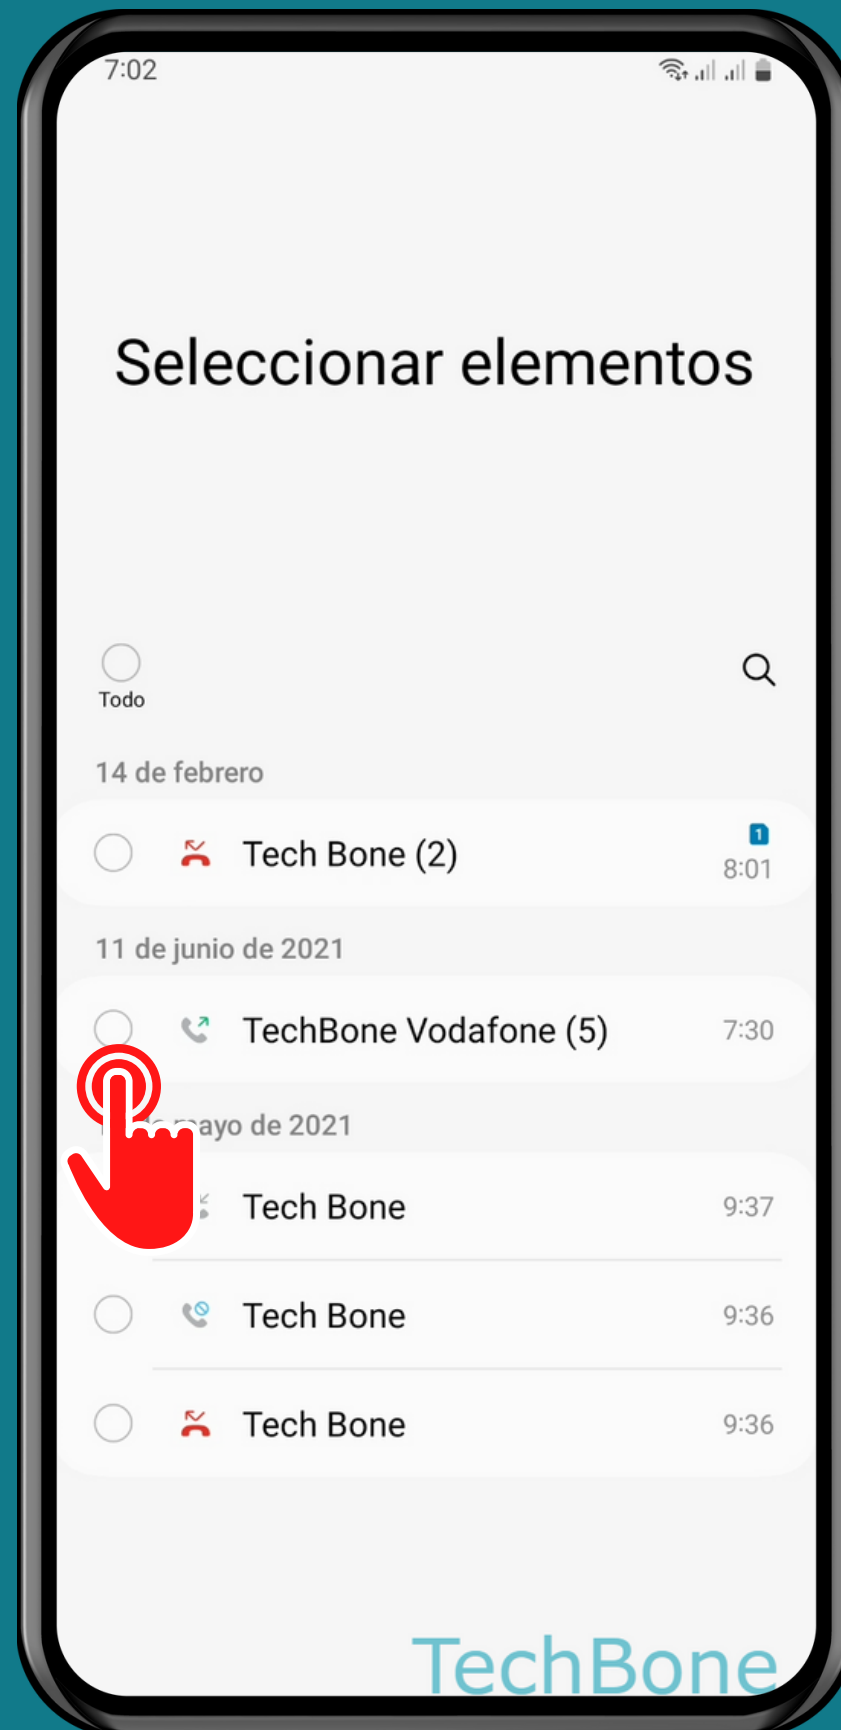 7:02
Seleccionar elementos
Todo
14 de febrero
Tech Bone (2)
1
8:01
11 de junio de 2021
TechBone Vodafone (5)
7:30
mayo de 2021
Tech Bone
9:37
Tech Bone
9:36
Tech Bone
9:36
TechBone